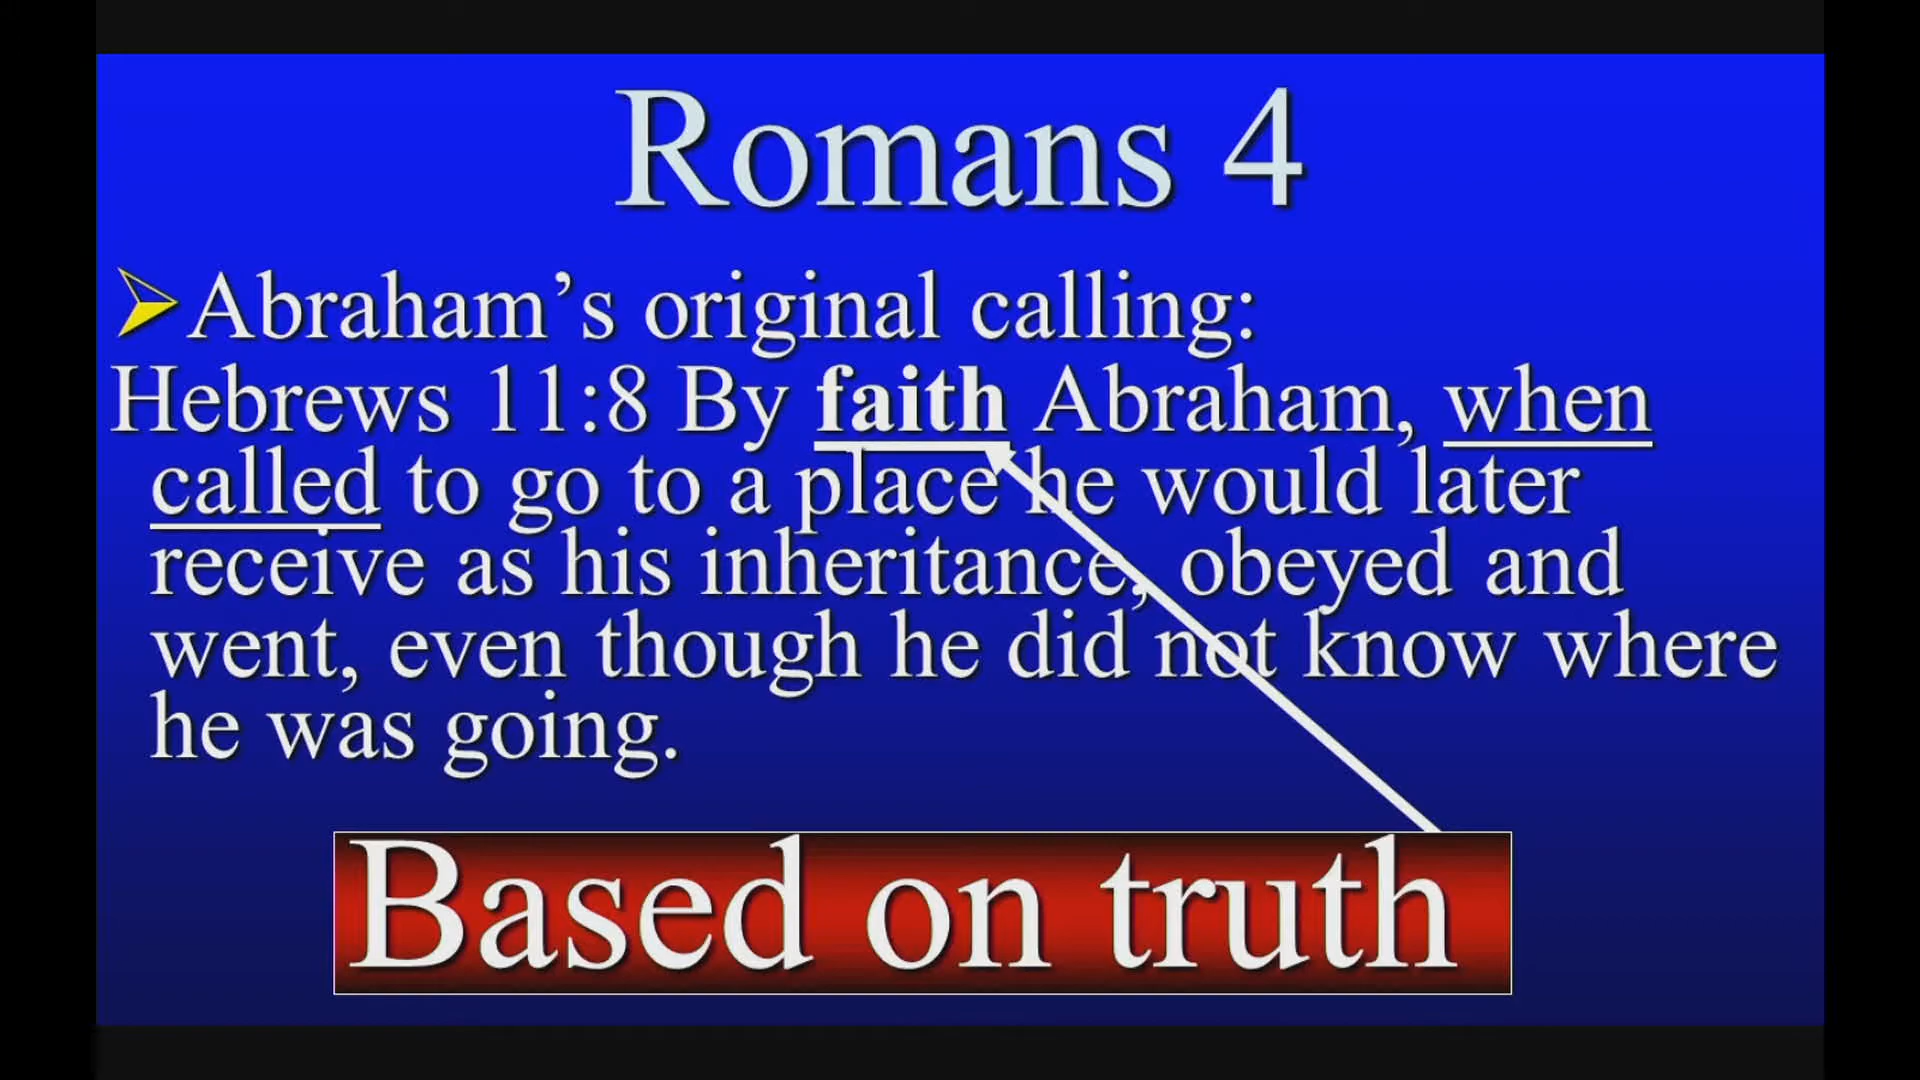 Romans 4
Abraham’s original calling:
Hebrews 11:8 By faith Abraham, when
called to go to a place he would later
receive as his inheritance, obeyed and
went, even though he did not know where
he was going.
Based on truth